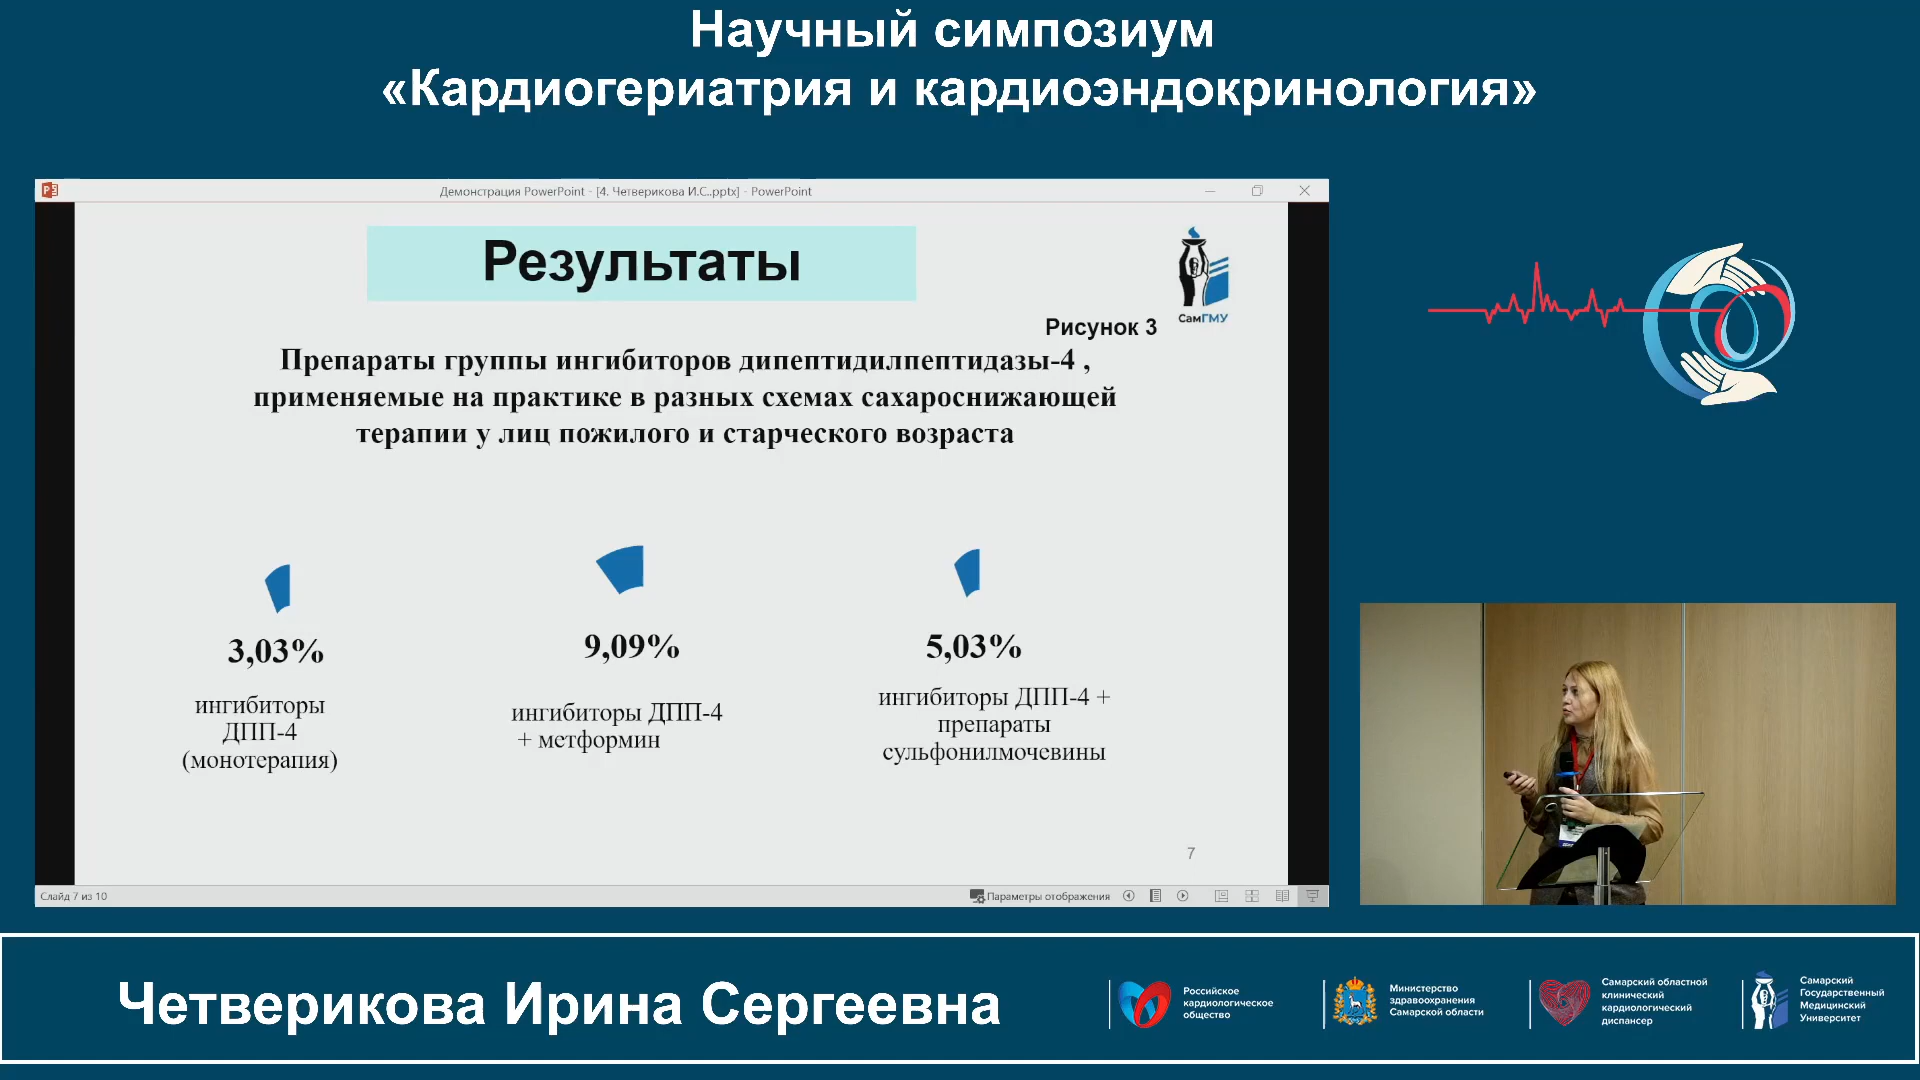 Научный симпозиум
«Кардиогериатрия и кардиоэндокринология»
Демонстрация PowerPoint - [4. Четверикова И.С..pptx] - PowerPoint
Результаты
СамГМУ
Рисунок 3
Препараты группы ингибиторов дипептидилпептидазы-4 ,
применяемые на практике в разных схемах сахароснижающей
терапии у лиц пожилого и старческого возраста
3,03%
ингибиторы
ДПП-4
(монотерапия)
9,09%
ингибиторы ДПП-4
+ метформин
5,03%
ингибиторы ДПП-4 +
препараты
сульфонилмочевины
7
Слайд 7 из 10
Параметры отображения
Четверикова Ирина Сергеевна
Российское
кардиологическое
общество
Министерство
здравоохранения
Самарской области
Самарский областной
клинический
кардиологический
диспансер
Самарский
Государственный
Медицинский
Университет